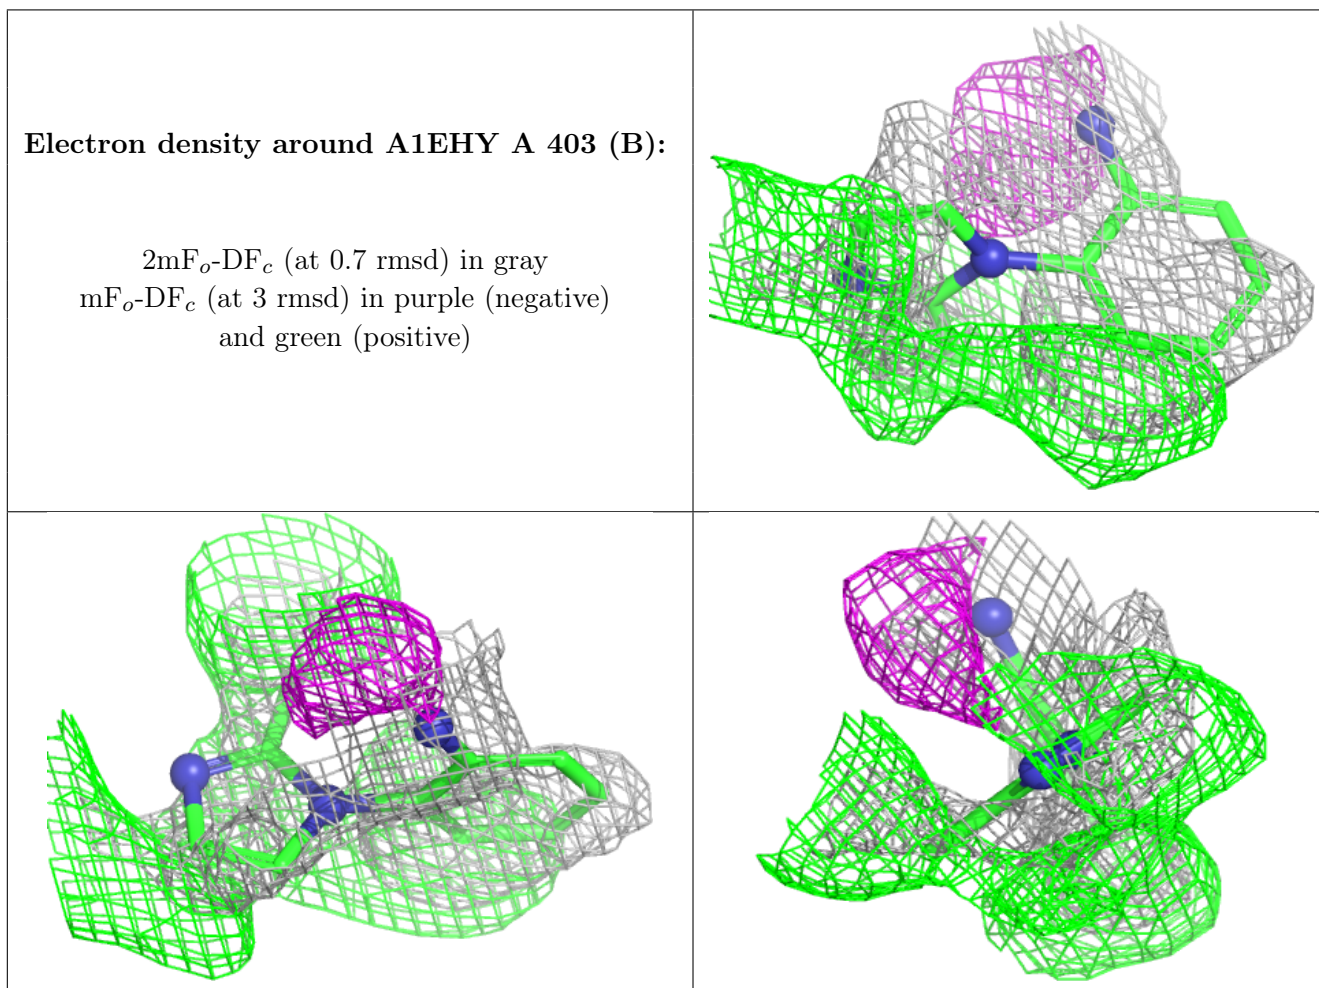 Electron density around A1EHY A 403 (B):
2mFo-DFc (at 0.7 rmsd) in gray
mFo-DFc (at 3 rmsd) in purple (negative)
and green (positive)